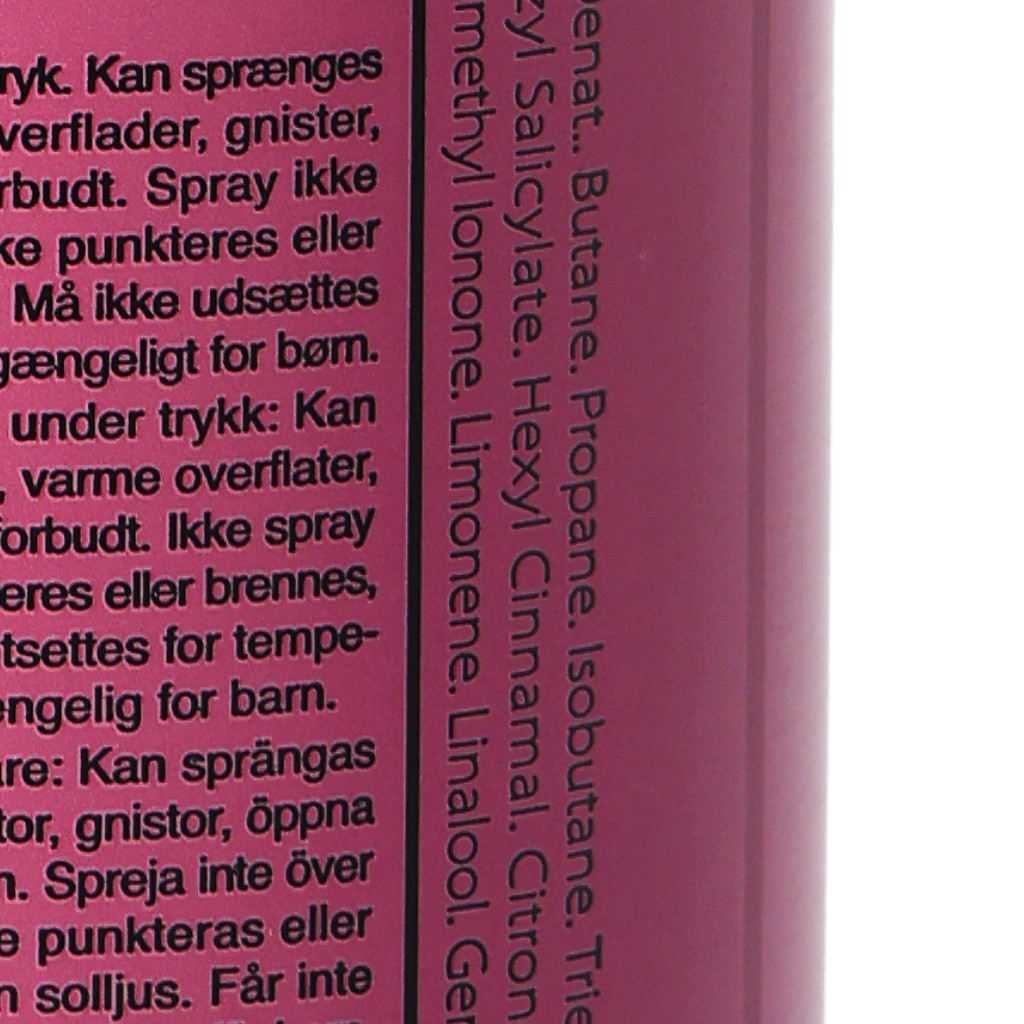 ryk. Kan sprænges
verflader, gnister,
rbudt. Spray ikke
ke punkteres eller
Må ikke udsættes
gængeligt for børn.
under trykk: Kan
, varme overflater,
forbudt. Ikke spray
eres eller brennes,
tsettes for tempe-
engelig for barn.
are: Kan sprängas
tor, gnistor, öppna
n. Spreja inte över
e punkteras eller
n solljus. Får inte
enat.. Butane. Propane. Isobutane. Trie
zyl Salicylate. Hexyl Cinnamal. Citron
methyl Ionone. Limonene. Linalool. Ger